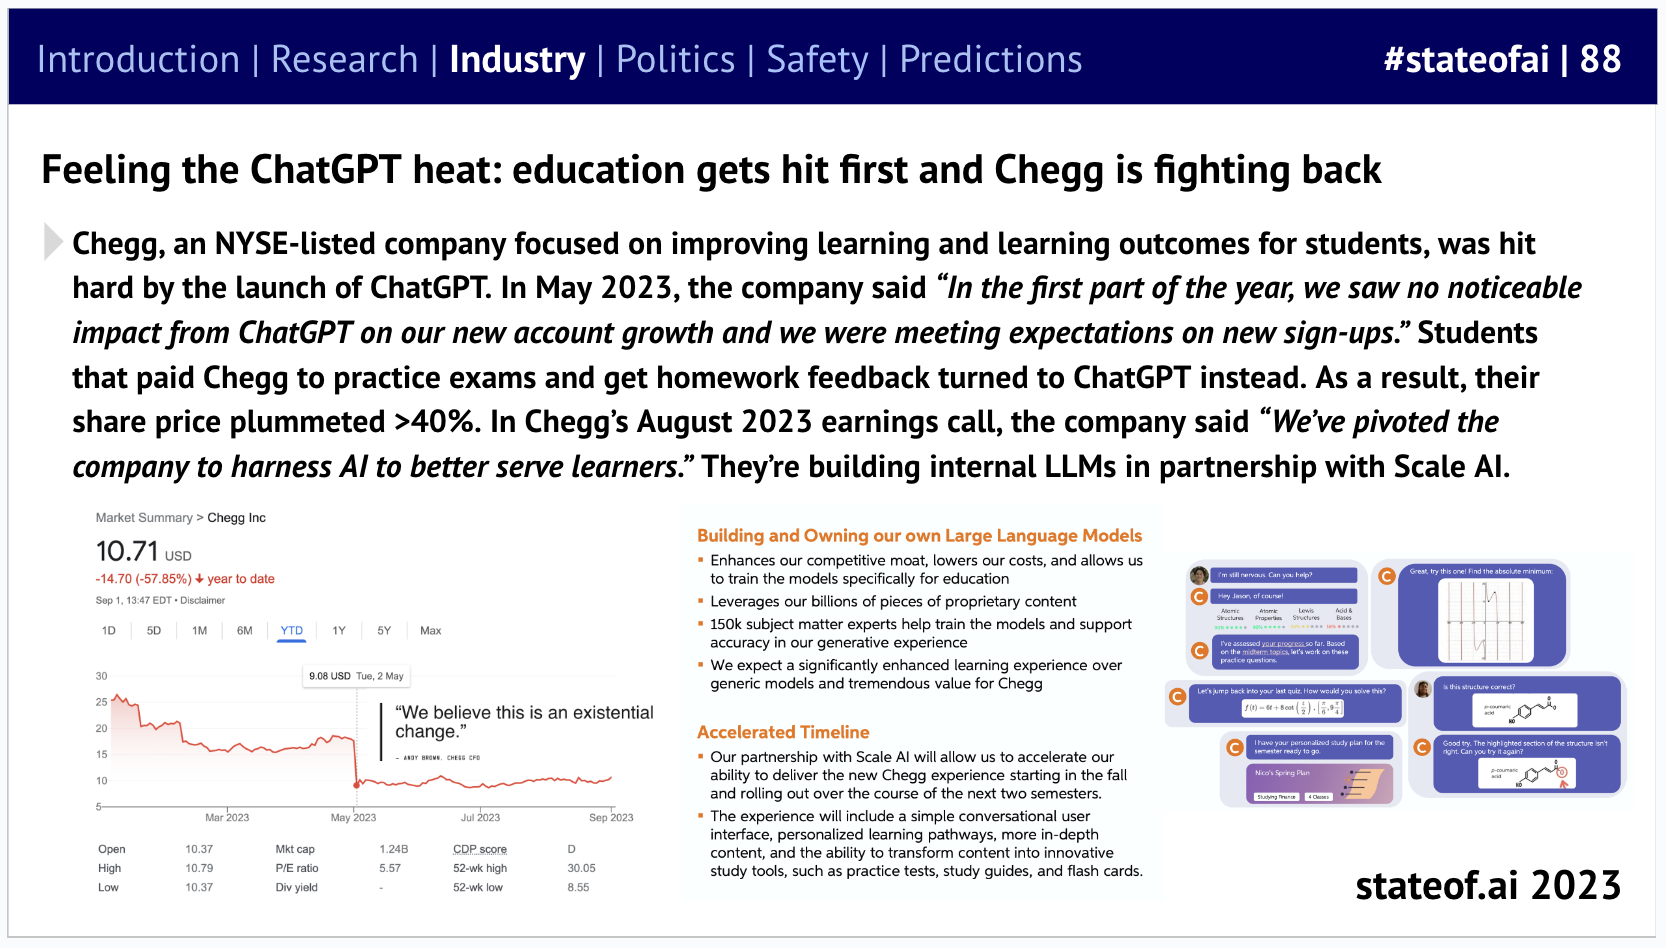 Introduction | Research | Industry | Politics | Safety | Predictions
#stateofai | 88
Feeling the ChatGPT heat: education gets hit first and Chegg is fighting back
Chegg, an NYSE-listed company focused on improving learning and learning outcomes for students, was hit
hard by the launch of ChatGPT. In May 2023, the company said “In the first part of the year, we saw no noticeable
impact from ChatGPT on our new account growth and we were meeting expectations on new sign-ups.” Students
that paid Chegg to practice exams and get homework feedback turned to ChatGPT instead. As a result, their
share price plummeted >40%. In Chegg’s August 2023 earnings call, the company said “We’ve pivoted the
company to harness AI to better serve learners.” They’re building internal LLMs in partnership with Scale AI.
Market Summary > Chegg Inc
10.71 USD
-14.70 (-57.85%) ↓ year to date
Sep 1, 13:47 EDT • Disclaimer
1D 5D 1M 6M YTD 1Y 5Y Max
9.08 USD Tue, 2 May
30
25
20
15
10
5
“We believe this is an existential
change.”
– ANDY BROWN, CHEGG CFO
Mar 2023 May 2023 Jul 2023 Sep 2023
Open 10.37 Mkt cap 1.24B CDP score D
High 10.79 P/E ratio 5.57 52-wk high 30.05
Low 10.37 Div yield - 52-wk low 8.55
Building and Owning our own Large Language Models
▪ Enhances our competitive moat, lowers our costs, and allows us
to train the models specifically for education
▪ Leverages our billions of pieces of proprietary content
▪ 150k subject matter experts help train the models and support
accuracy in our generative experience
▪ We expect a significantly enhanced learning experience over
generic models and tremendous value for Chegg
Accelerated Timeline
▪ Our partnership with Scale AI will allow us to accelerate our
ability to deliver the new Chegg experience starting in the fall
and rolling out over the course of the next two semesters.
▪ The experience will include a simple conversational user
interface, personalized learning pathways, more in-depth
content, and the ability to transform content into innovative
study tools, such as practice tests, study guides, and flash cards.
I'm still nervous. Can you help?
C
Hey Jason, of course!
Atomic Structures
Atomic Properties
Lewis Structures
Acid & Bases
C
I've assessed your progress so far. Based
on the midterm topics, let's work on these
practice questions.
C
Great, try this one! Find the absolute minimum:
C
Let's jump back into your last quiz. How would you solve this?
C
I have your personalized study plan for the
semester ready to go.
Nico's Spring Plan
Studying Finance
4 Classes
Is this structure correct?
p-coumaric
acid
HO
C
Good try. The highlighted section of the structure isn't
right. Can you try it again?
p-coumaric
acid
HO
stateof.ai 2023